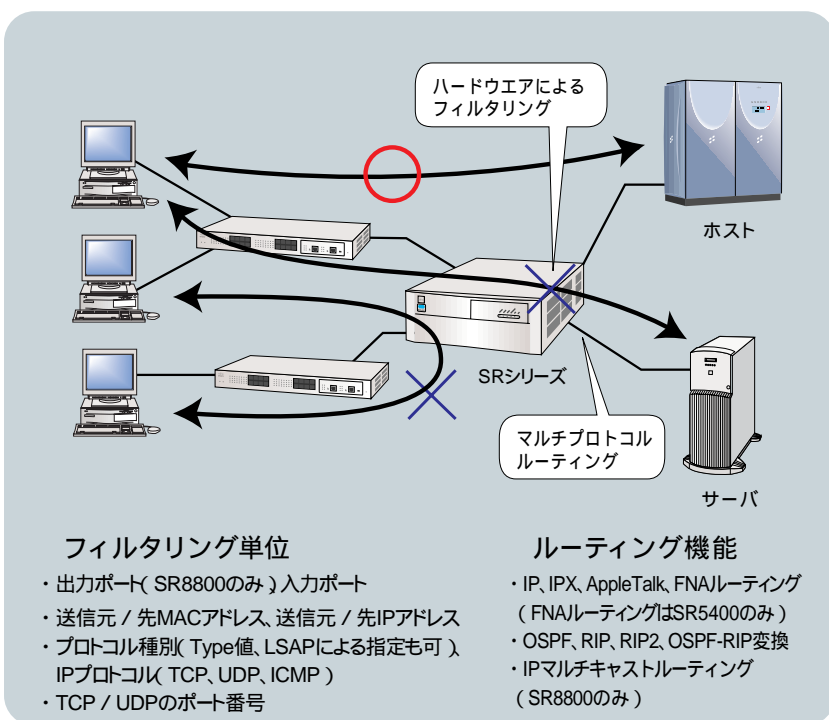 ハードウエアによる
フィルタリング
ホスト
SRシリーズ
マルチプロトコル
ルーティング
サーバ
フィルタリング単位
・出力ポート( SR8800のみ )、入力ポート
・送信元 / 先MACアドレス、送信元 / 先IPアドレス
・プロトコル種別( Type値、LSAPによる指定も可 )、
IPプロトコル( TCP、UDP、ICMP )
・TCP / UDPのポート番号
ルーティング機能
・IP、IPX、AppleTalk、FNAルーティング
( FNAルーティングはSR5400のみ )
・OSPF、RIP、RIP2、OSPF-RIP変換
・IPマルチキャストルーティング
( SR8800のみ )